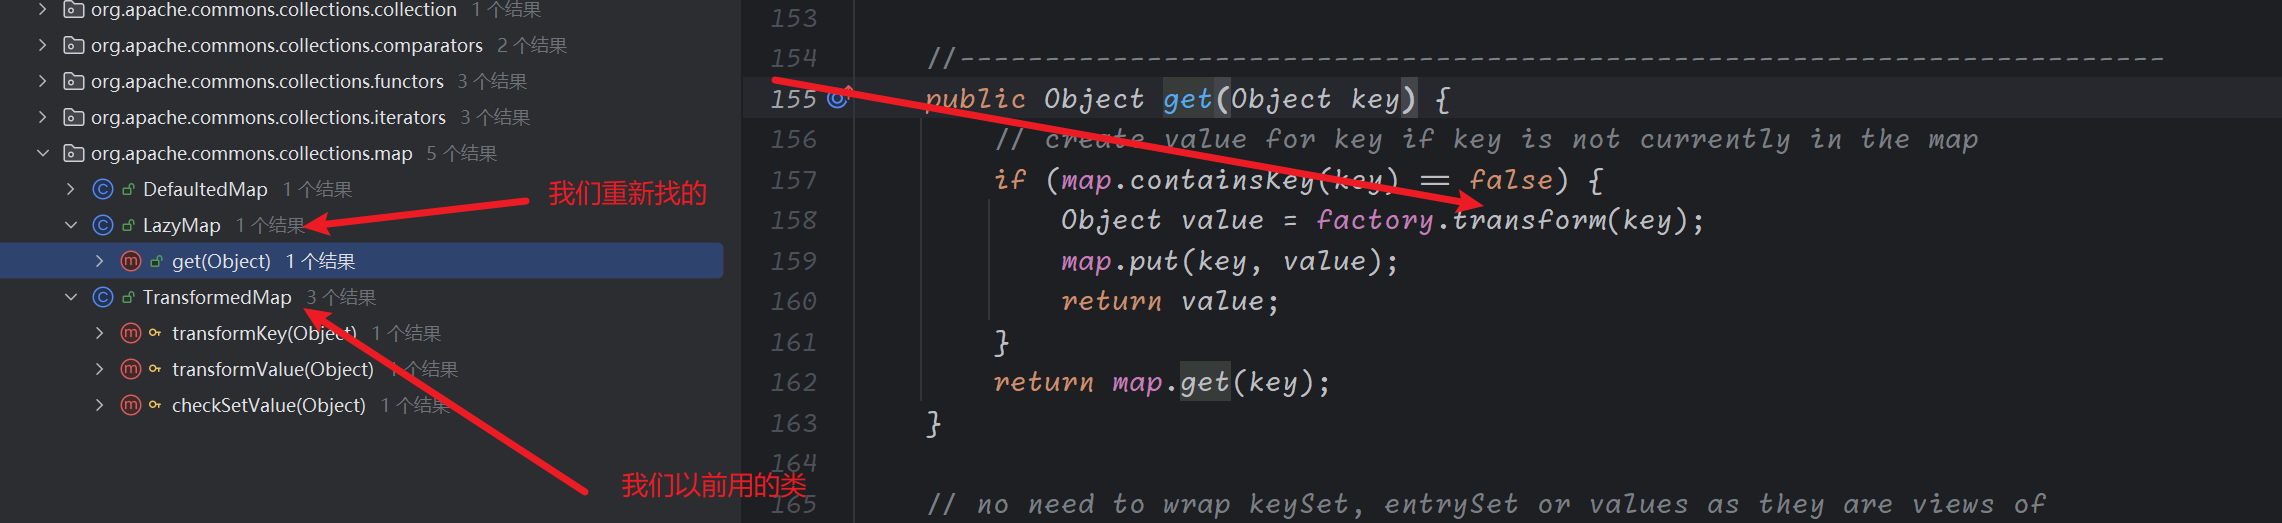 org.apache.commons.collections.collection 1 个结果
org.apache.commons.collections.comparators 2 个结果
org.apache.commons.collections.functors 3 个结果
org.apache.commons.collections.iterators 3 个结果
org.apache.commons.collections.map 5 个结果
DefaultedMap 1 个结果
LazyMap 1 个结果
get(Object) 1 个结果
TransformedMap 3 个结果
transformKey(Object) 1 个结果
transformValue(Object) 1 个结果
checkSetValue(Object) 1 个结果
我们重新找的
我们以前用的类
153
154 //------------------------------------------------------------------------
155 public Object get(Object key) {
156 // create value for key if key is not currently in the map
157 if (map.containsKey(key) == false) {
158 Object value = factory.transform(key);
159 map.put(key, value);
160 return value;
161 }
162 return map.get(key);
163 }
164
165 // no need to wrap keySet, entrySet or values as they are views of